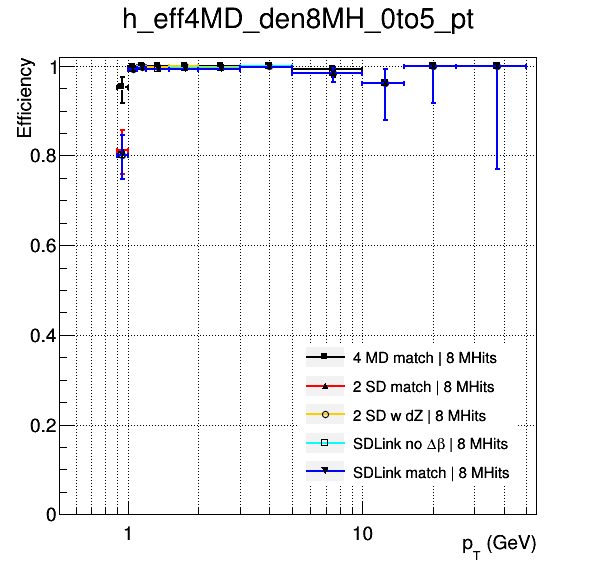 h_eff4MD_den8MH_0to5_pt
Efficiency
1
0.8
0.6
0.4
0.2
0
4 MD match | 8 MHits
2 SD match | 8 MHits
2 SD w dZ | 8 MHits
SDLink no Δβ | 8 MHits
SDLink match | 8 MHits
1
10
p_T (GeV)